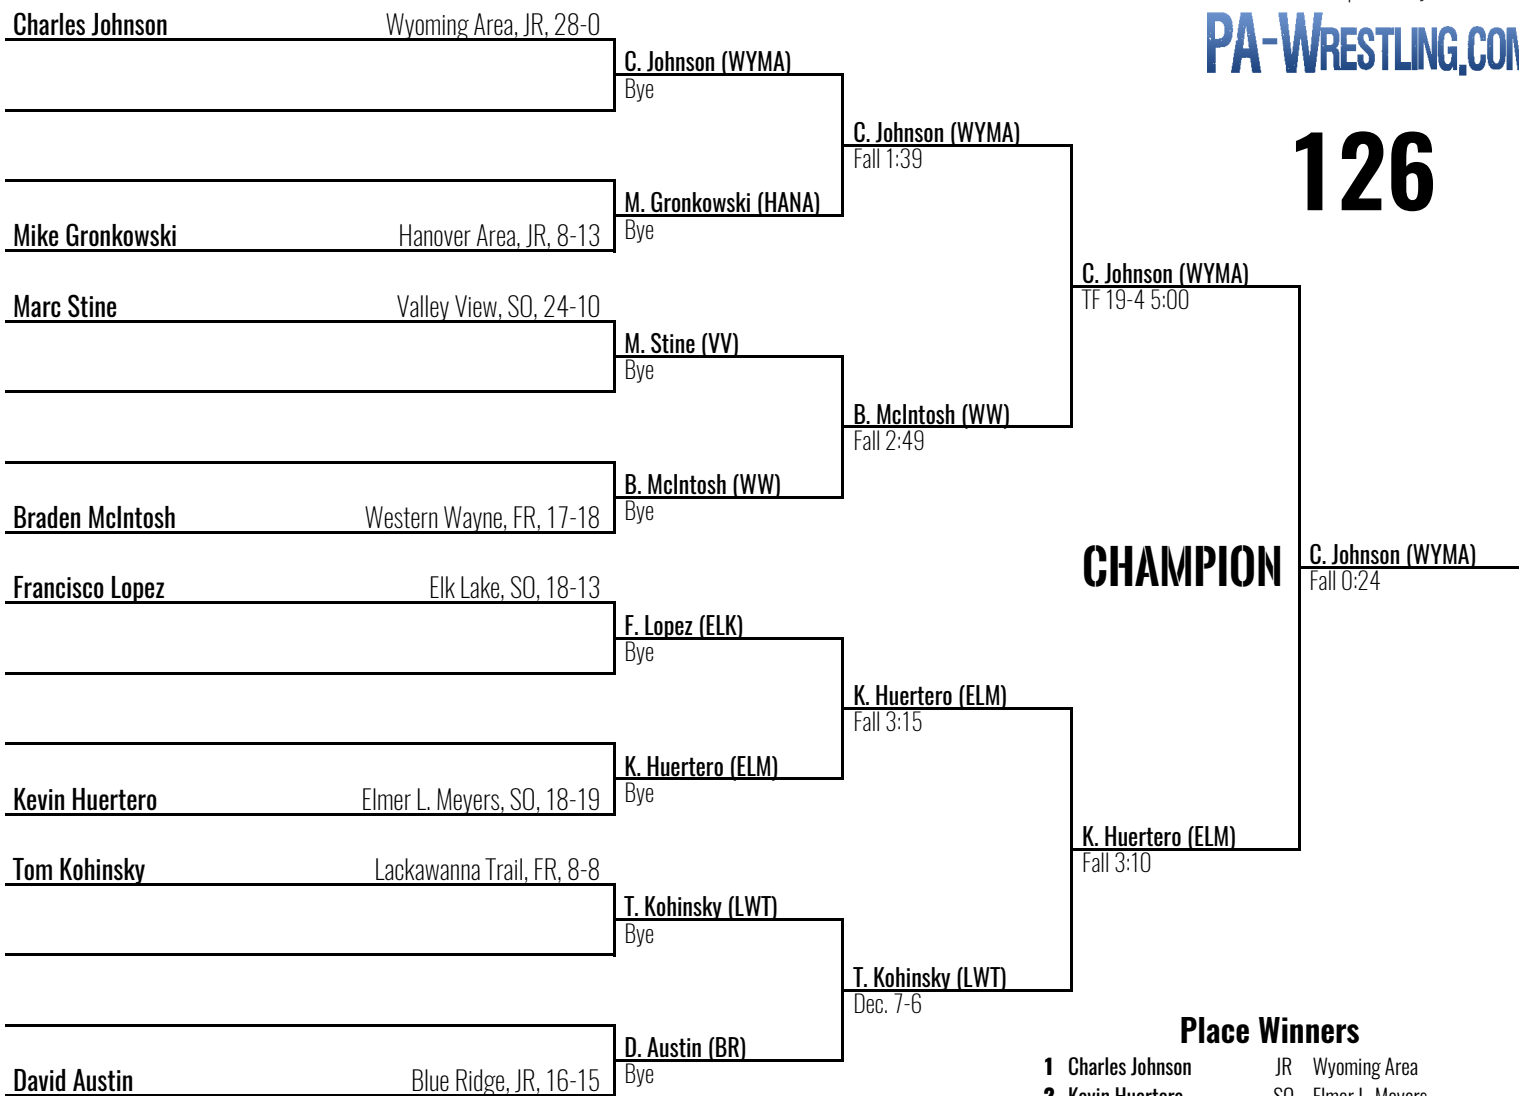 Charles Johnson Wyoming Area, JR, 28-0
C. Johnson (WYMA)
Bye
PA-WRESTLING.COM
126
C. Johnson (WYMA)
Fall 1:39
M. Gronkowski (HANA)
Bye
Mike Gronkowski Hanover Area, JR, 8-13
C. Johnson (WYMA)
TF 19-4 5:00
Marc Stine Valley View, SO, 24-10
M. Stine (VV)
Bye
B. McIntosh (WW)
Fall 2:49
B. McIntosh (WW)
Bye
Braden McIntosh Western Wayne, FR, 17-18
CHAMPION
C. Johnson (WYMA)
Fall 0:24
Francisco Lopez Elk Lake, SO, 18-13
F. Lopez (ELK)
Bye
K. Huertero (ELM)
Fall 3:15
K. Huertero (ELM)
Bye
Kevin Huertero Elmer L. Meyers, SO, 18-19
K. Huertero (ELM)
Fall 3:10
Tom Kohinsky Lackawanna Trail, FR, 8-8
T. Kohinsky (LWT)
Bye
T. Kohinsky (LWT)
Dec. 7-6
D. Austin (BR)
Bye
David Austin Blue Ridge, JR, 16-15
Place Winners
1 Charles Johnson JR Wyoming Area
2 Kevin Huertero SO Elmer L. Meyers